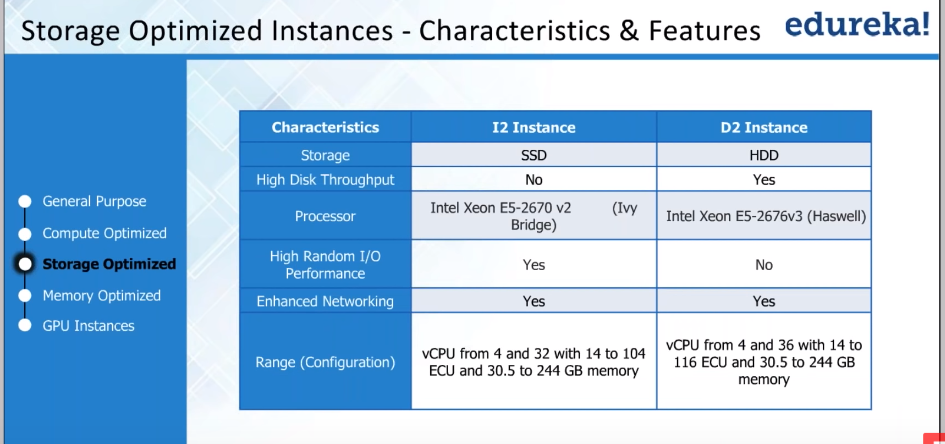 Storage Optimized Instances - Characteristics & Features
edureka!
General Purpose
Compute Optimized
Storage Optimized
Memory Optimized
GPU Instances
Characteristics I2 Instance D2 Instance
Storage SSD HDD
High Disk Throughput No Yes
Processor
Intel Xeon E5-2670 v2 (Ivy
Bridge)
Intel Xeon E5-2676v3 (Haswell)
High Random I/O
Performance
Yes No
Enhanced Networking Yes Yes
Range (Configuration)
vCPU from 4 and 32 with 14 to 104
ECU and 30.5 to 244 GB memory
vCPU from 4 and 36 with 14 to
116 ECU and 30.5 to 244 GB
memory